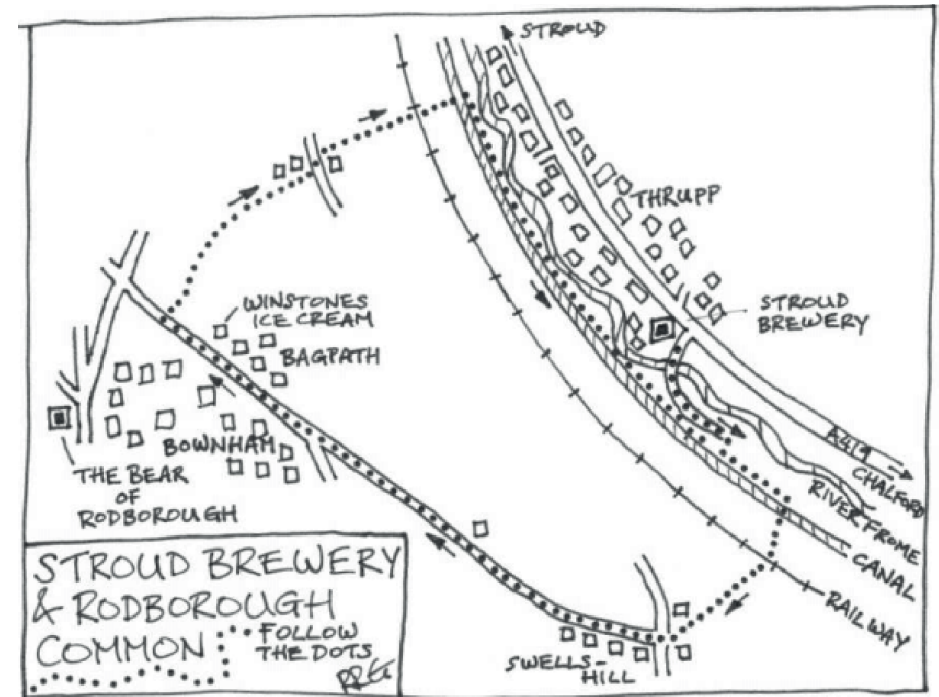 STROUD
THRUPP
WINSTONES
ICE CREAM
BAGPATH
STROUD
BREWERY
BOWNHAM
THE BEAR
OF
RODBOROUGH
A419
CHALFORD
RIVER FROME
CANAL
RAILWAY
SWELLS-
HILL
STROUD BREWERY
& RODBOROUGH
COMMON
FOLLOW
THE DOTS